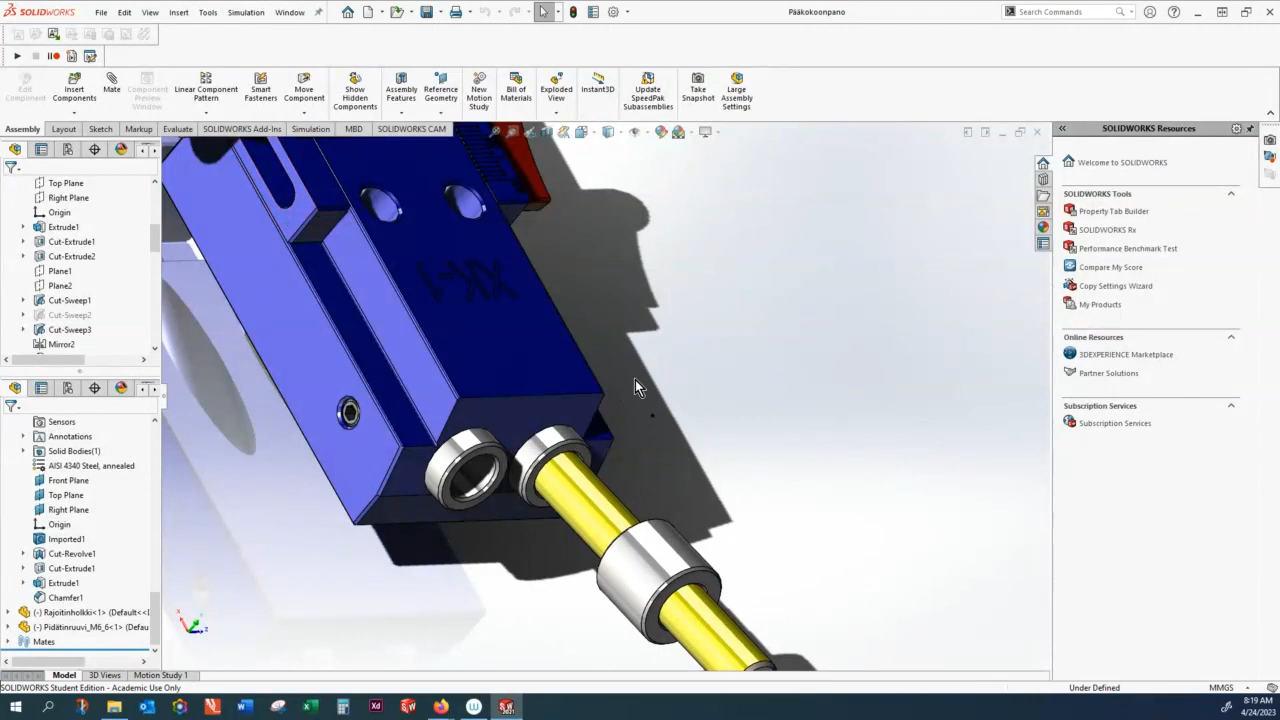 SOLIDWORKS File Edit View Insert Tools Simulation Window Pääkokoonpano Search Commands
Edit Component
Insert Components
Mate
Component Preview Window
Linear Component Pattern
Smart Fasteners
Move Component
Show Hidden Components
Assembly Features
Reference Geometry
New Motion Study
Bill of Materials
Exploded View
Instant3D
Update SpeedPak Subassemblies
Take Snapshot
Large Assembly Settings
Assembly Layout Sketch Markup Evaluate SOLIDWORKS Add-Ins Simulation MBD SOLIDWORKS CAM
Top Plane
Right Plane
Origin
Extrude1
Cut-Extrude1
Cut-Extrude2
Plane1
Plane2
Cut-Sweep1
Cut-Sweep2
Cut-Sweep3
Mirror2
Sensors
Annotations
Solid Bodies(1)
AISI 4340 Steel, annealed
Front Plane
Top Plane
Right Plane
Origin
Imported1
Cut-Revolve1
Cut-Extrude1
Extrude1
Chamfer1
(-) Rajoitinholkki<1> (Default<<
(-) Pidätinruuvi_M6_6<1> (Defau
Mates
XK-1
SOLIDWORKS Resources
Welcome to SOLIDWORKS
SOLIDWORKS Tools
Property Tab Builder
SOLIDWORKS Rx
Performance Benchmark Test
Compare My Score
Copy Settings Wizard
My Products
Online Resources
3DEXPERIENCE Marketplace
Partner Solutions
Subscription Services
Subscription Services
Model 3D Views Motion Study 1
SOLIDWORKS Student Edition - Academic Use Only Under Defined MMGS
8:19 AM
4/24/2023